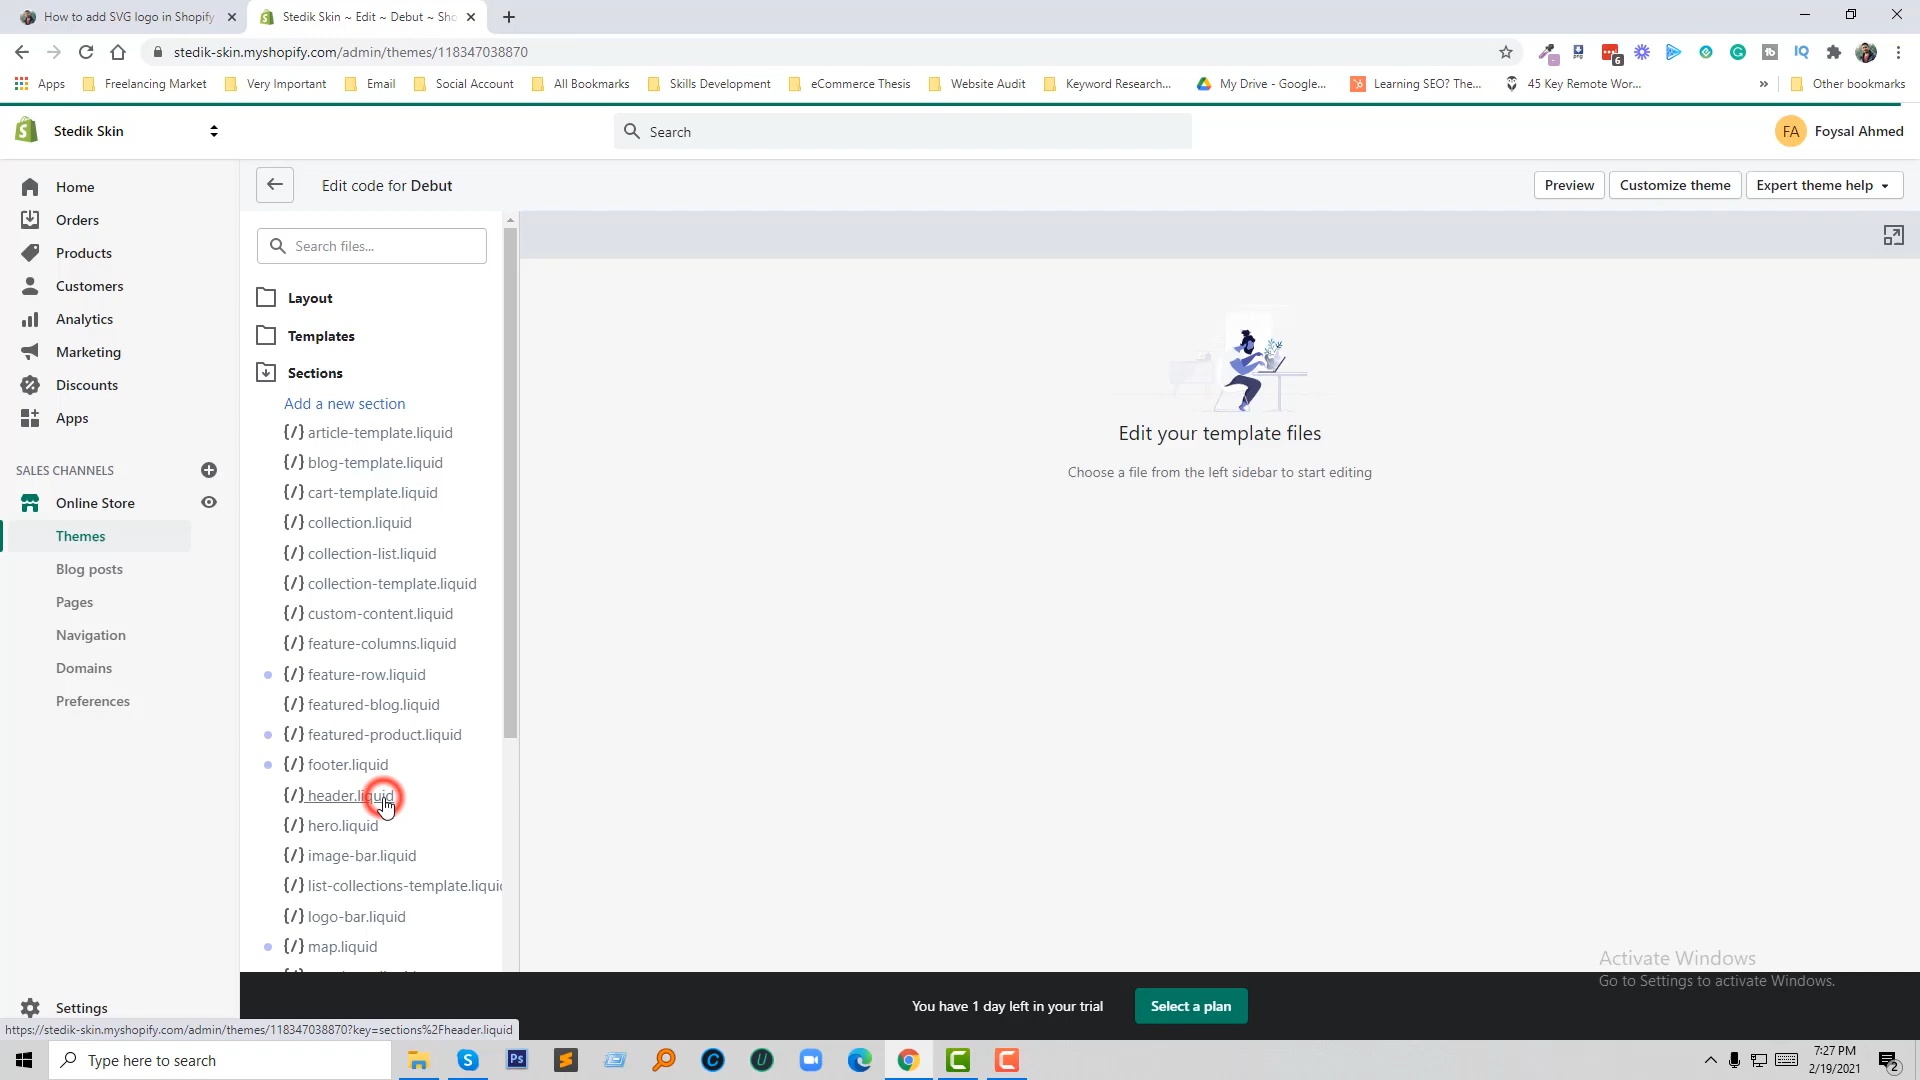 How to add SVG logo in Shopify
Stedik Skin ~ Edit ~ Debut ~ Sho
stedik-skin.myshopify.com/admin/themes/118347038870
6
Apps
Freelancing Market
Very Important
Email
Social Account
All Bookmarks
Skills Development
eCommerce Thesis
Website Audit
Keyword Research...
My Drive - Google...
Learning SEO? The...
45 Key Remote Wor...
Other bookmarks
Stedik Skin
Search
FA
Foysal Ahmed
Home
Orders
Products
Customers
Analytics
Marketing
Discounts
Apps
SALES CHANNELS
Online Store
Themes
Blog posts
Pages
Navigation
Domains
Preferences
Settings
Edit code for Debut
Preview
Customize theme
Expert theme help
Search files...
Layout
Templates
Sections
Add a new section
{/} article-template.liquid
{/} blog-template.liquid
{/} cart-template.liquid
{/} collection.liquid
{/} collection-list.liquid
{/} collection-template.liquid
{/} custom-content.liquid
{/} feature-columns.liquid
{/} feature-row.liquid
{/} featured-blog.liquid
{/} featured-product.liquid
{/} footer.liquid
{/} header.liquid
{/} hero.liquid
{/} image-bar.liquid
{/} list-collections-template.liquid
{/} logo-bar.liquid
{/} map.liquid
Edit your template files
Choose a file from the left sidebar to start editing
Activate Windows
Go to Settings to activate Windows.
You have 1 day left in your trial
Select a plan
https://stedik-skin.myshopify.com/admin/themes/118347038870?key=sections%2Fheader.liquid
Type here to search
Ps
7:27 PM
2/19/2021
2